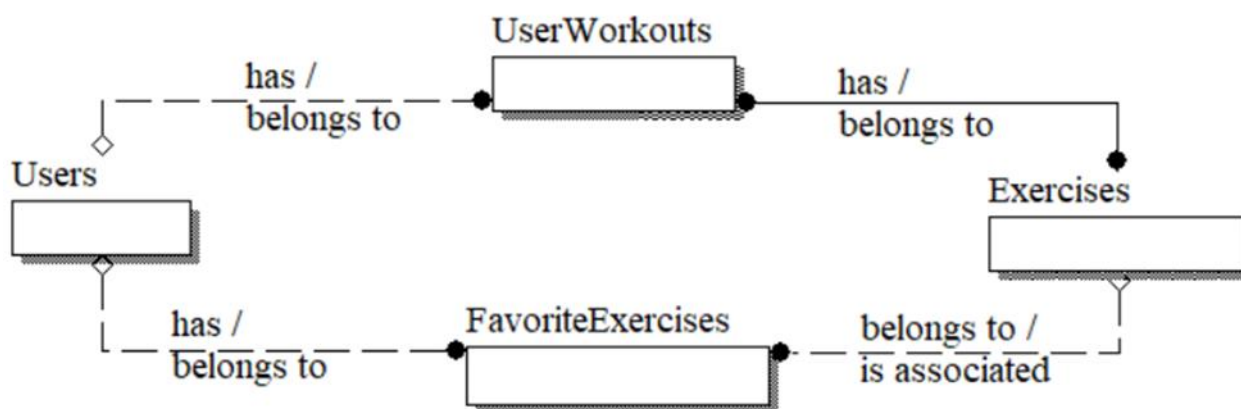 UserWorkouts
has /
belongs to
has /
belongs to
Users
Exercises
has /
belongs to
FavoriteExercises
belongs to /
is associated